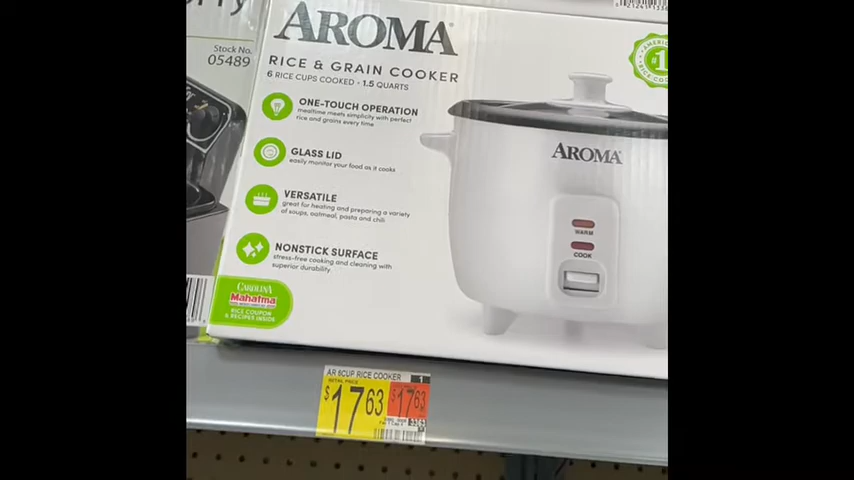 Stock No.
05489
AROMA®
RICE & GRAIN COOKER
6 RICE CUPS COOKED • 1.5 QUARTS
ONE-TOUCH OPERATION
mealtime meets simplicity with perfect
rice and grains every time
GLASS LID
easily monitor your food as it cooks
VERSATILE
great for heating and preparing a variety
of soups, oatmeal, pasta and chili
NONSTICK SURFACE
stress-free cooking and cleaning with
superior durability
CAROLINA
Mahatma
RICE COUPON
& RECIPES INSIDE
#1
AROMA
WARM
COOK
AR 6CUP RICE COOKER
1
RETAIL PRICE
$17.63
$17.63